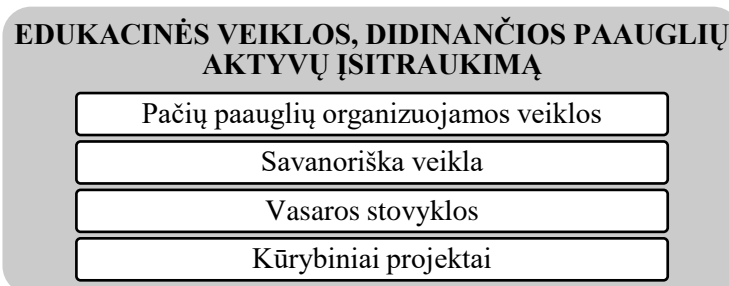 EDUKACINĖS VEIKLOS, DIDINANČIOS PAAUGLIŲ
AKTYVŲ ĮSITRAUKIMĄ
Pačių paauglių organizuojamos veiklos
Savanoriška veikla
Vasaros stovyklos
Kūrybiniai projektai